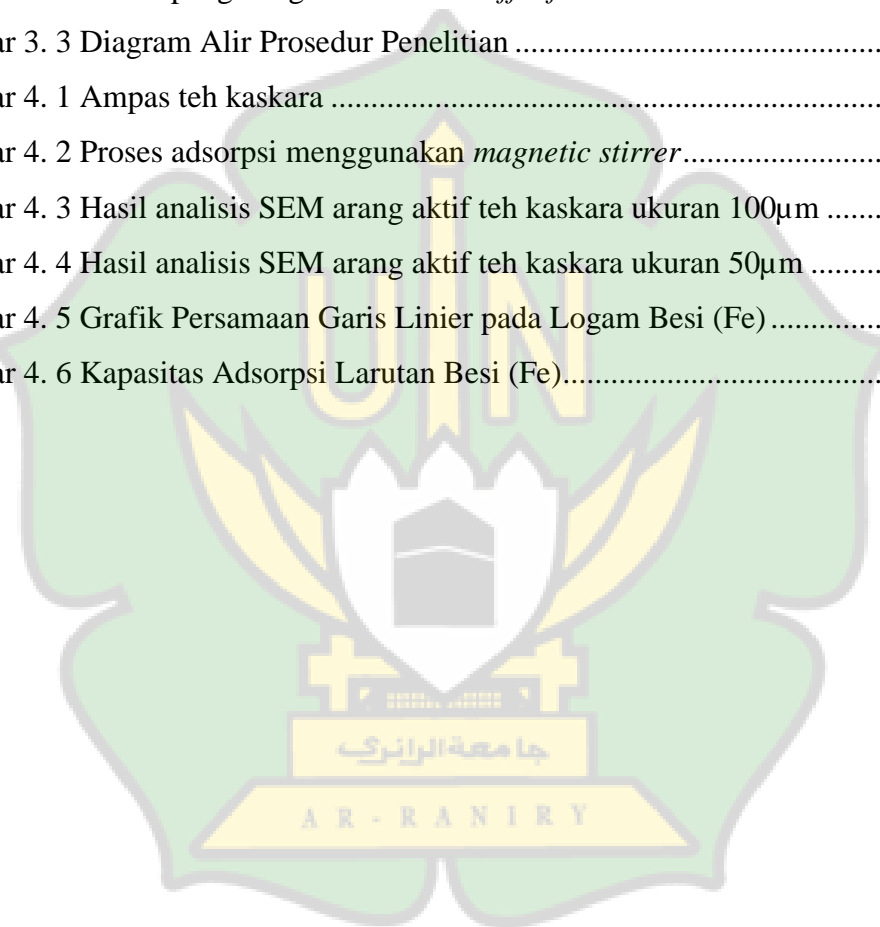 ar 3. 3 Diagram Alir Prosedur Penelitian ..............................................
ar 4. 1 Ampas teh kaskara .....................................................................
ar 4. 2 Proses adsorpsi menggunakan magnetic stirrer.........................
ar 4. 3 Hasil analisis SEM arang aktif teh kaskara ukuran 100µm .......
ar 4. 4 Hasil analisis SEM arang aktif teh kaskara ukuran 50µm .........
ar 4. 5 Grafik Persamaan Garis Linier pada Logam Besi (Fe) ..............
ar 4. 6 Kapasitas Adsorpsi Larutan Besi (Fe)........................................
UIN
جامعة الرانري
AR-RANIRY